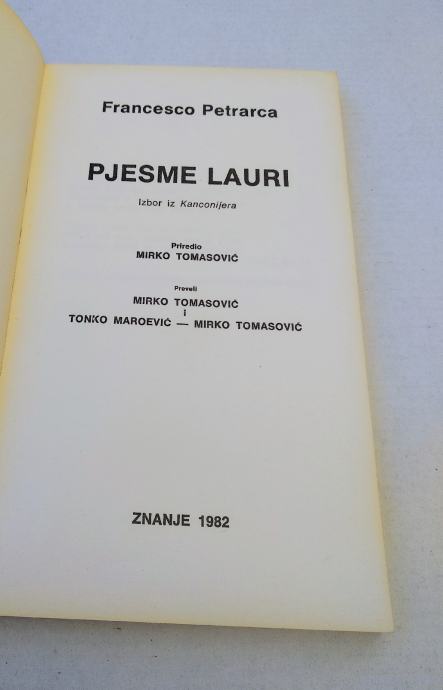 Francesco Petrarca
PJESME LAURI
Izbor iz Kanconijera
Priredio
MIRKO TOMASOVIĆ
Preveli
MIRKO TOMASOVIĆ
i
TONKO MAROEVIĆ — MIRKO TOMASOVIĆ
ZNANJE 1982